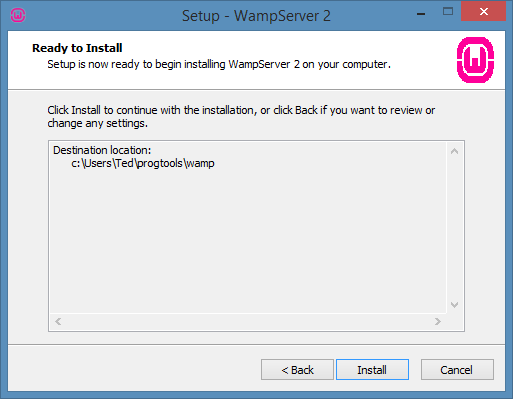 Setup - WampServer 2
Ready to Install
Setup is now ready to begin installing WampServer 2 on your computer.
W
Click Install to continue with the installation, or click Back if you want to review or
change any settings.
Destination location:
c:\Users\Ted\progtools\wamp
< Back
Install
Cancel